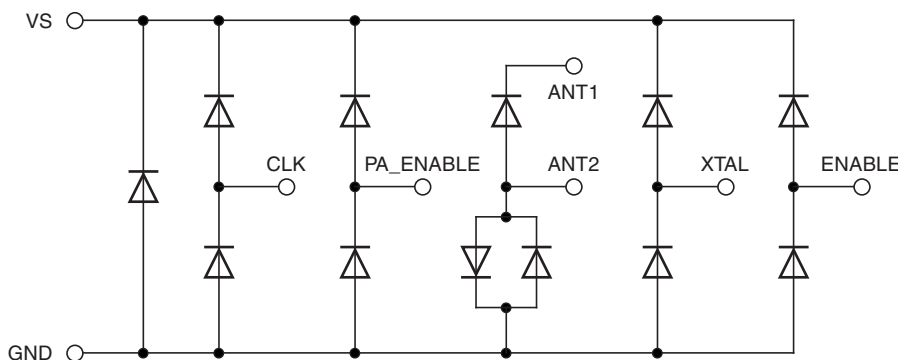 VS
ANT1
CLK
PA_ENABLE
ANT2
XTAL
ENABLE
GND